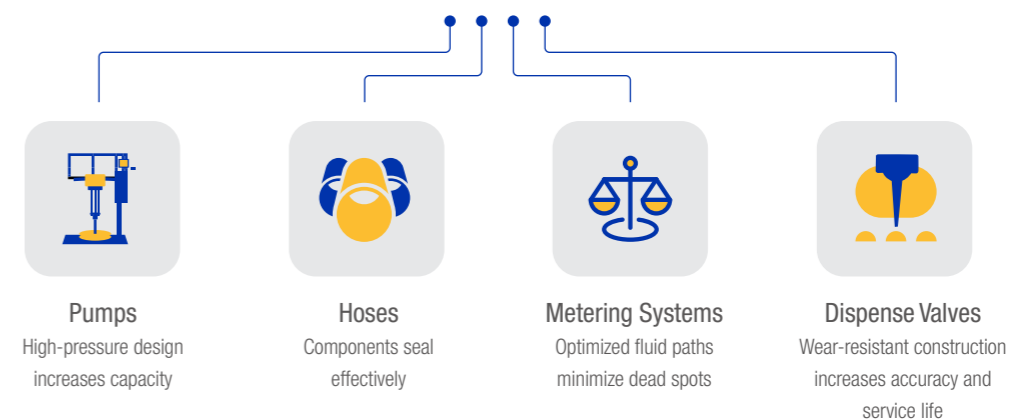 Pumps
High-pressure design
increases capacity
Hoses
Components seal
effectively
Metering Systems
Optimized fluid paths
minimize dead spots
Dispense Valves
Wear-resistant construction
increases accuracy and
service life